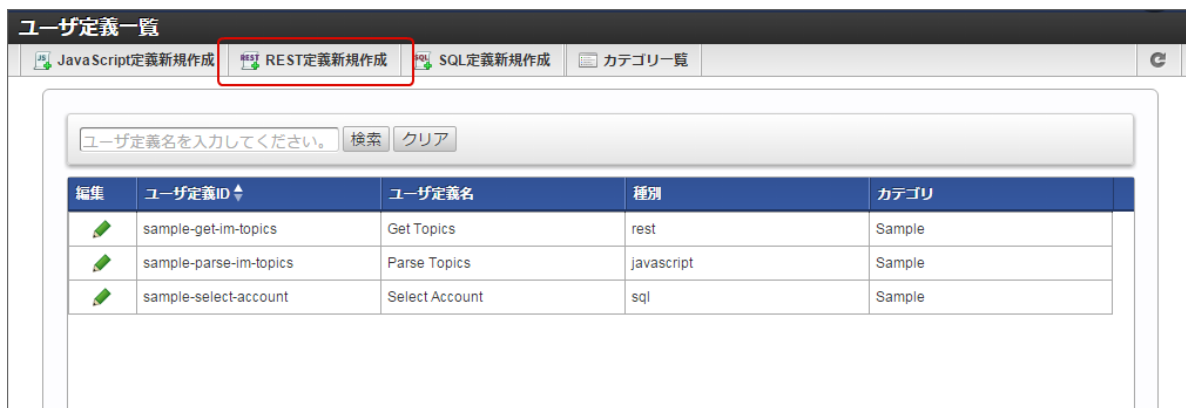 ユーザ定義一覧
JS JavaScript定義新規作成 REST REST定義新規作成 SQL SQL定義新規作成 カテゴリ一覧
ユーザ定義名を入力してください。 検索 クリア
編集 ユーザ定義ID ユーザ定義名 種別 カテゴリ
sample-get-im-topics Get Topics rest Sample
sample-parse-im-topics Parse Topics javascript Sample
sample-select-account Select Account sql Sample